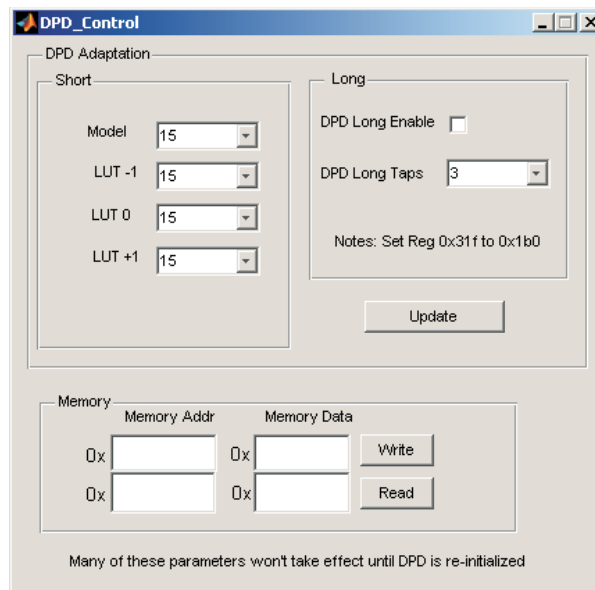 DPD_Control
DPD Adaptation
Short
Model 15
LUT -1 15
LUT 0 15
LUT +1 15
Long
DPD Long Enable
DPD Long Taps 3
Notes: Set Reg 0x31f to 0x1b0
Update
Memory
Memory Addr Memory Data
0x 0x Write
0x 0x Read
Many of these parameters won't take effect until DPD is re-initialized